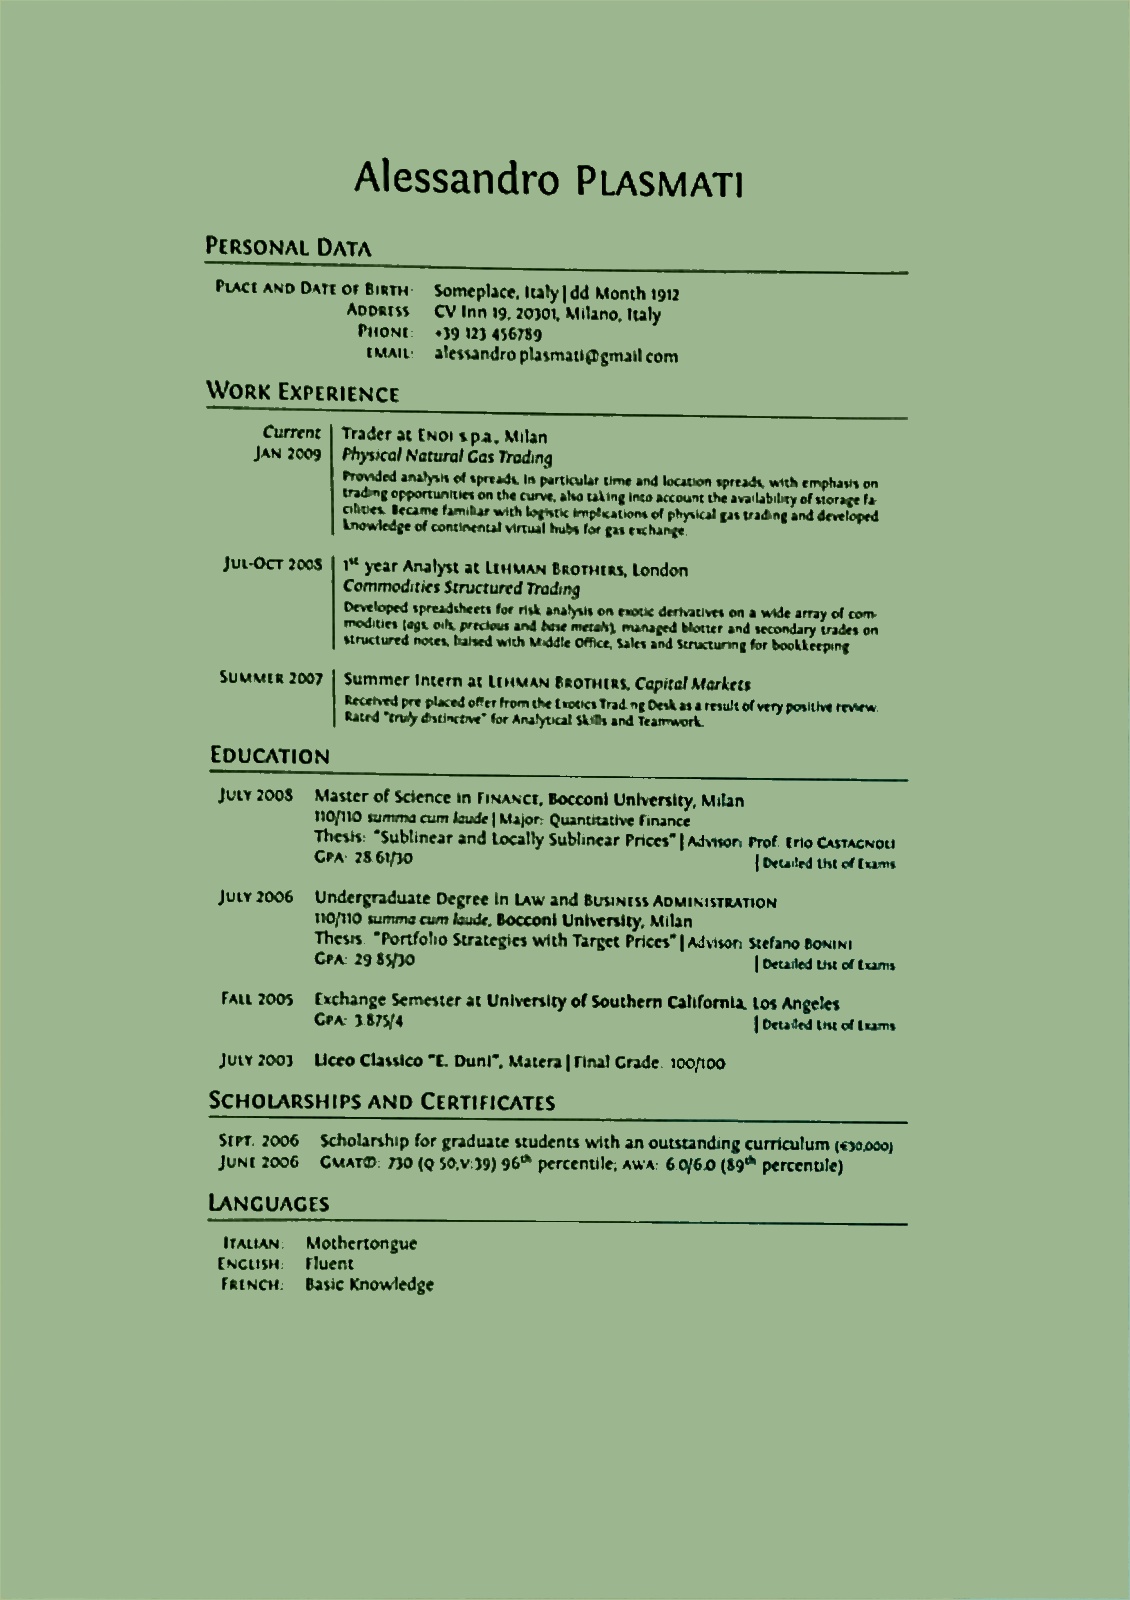 Alessandro PLASMATI
PERSONAL DATA
PLACE AND DATE OF BIRTH: Someplace, Italy | dd Month 1912
ADDRESS CV Inn 19, 20301, Milano, Italy
PHONE: +39 123 456789
EMAIL: alessandro.plasmati@gmail.com
WORK EXPERIENCE
Current Trader at ENOI s.p.a., Milan
JAN 2009 Physical Natural Gas Trading
Provided analysis of spreads, in particular time and location spreads, with emphasis on
trading opportunities on the curve, also taking into account the availability of storage fa-
cilities. Became familiar with logistic implications of physical gas trading and developed
knowledge of continental virtual hubs for gas exchange.
JUL-OCT 2008 1st year Analyst at LEHMAN BROTHERS, London
Commodities Structured Trading
Developed spreadsheets for risk analysis on exotic derivatives on a wide array of com-
modities (ags, oils, precious and base metals), managed blotter and secondary trades on
structured notes, liaised with Middle Office, Sales and Structuring for bookkeeping
SUMMER 2007 Summer Intern at LEHMAN BROTHERS, Capital Markets
Received pre placed offer from the Exotics Trading Desk as a result of very positive review.
Rated "truly distinctive" for Analytical Skills and Teamwork.
EDUCATION
JULY 2008 Master of Science in FINANCE, Bocconi University, Milan
110/110 summa cum laude | Major: Quantitative Finance
Thesis: "Sublinear and Locally Sublinear Prices" | Advisor: Prof. Erio CASTAGNOLI
GPA: 28.61/30 | Detailed List of Exams
JULY 2006 Undergraduate Degree in LAW and BUSINESS ADMINISTRATION
110/110 summa cum laude, Bocconi University, Milan
Thesis: "Portfolio Strategies with Target Prices" | Advisor: Stefano BONINI
GPA: 29.85/30 | Detailed List of Exams
FALL 2005 Exchange Semester at University of Southern California, Los Angeles
GPA: 3.875/4 | Detailed List of Exams
JULY 2003 Liceo Classico "E. Duni", Matera | Final Grade: 100/100
SCHOLARSHIPS AND CERTIFICATES
SEPT. 2006 Scholarship for graduate students with an outstanding curriculum (€30,000)
JUNE 2006 GMAT®: 730 (Q:50;V:39) 96th percentile; AWA: 6.0/6.0 (89th percentile)
LANGUAGES
ITALIAN: Mothertongue
ENGLISH: Fluent
FRENCH: Basic Knowledge